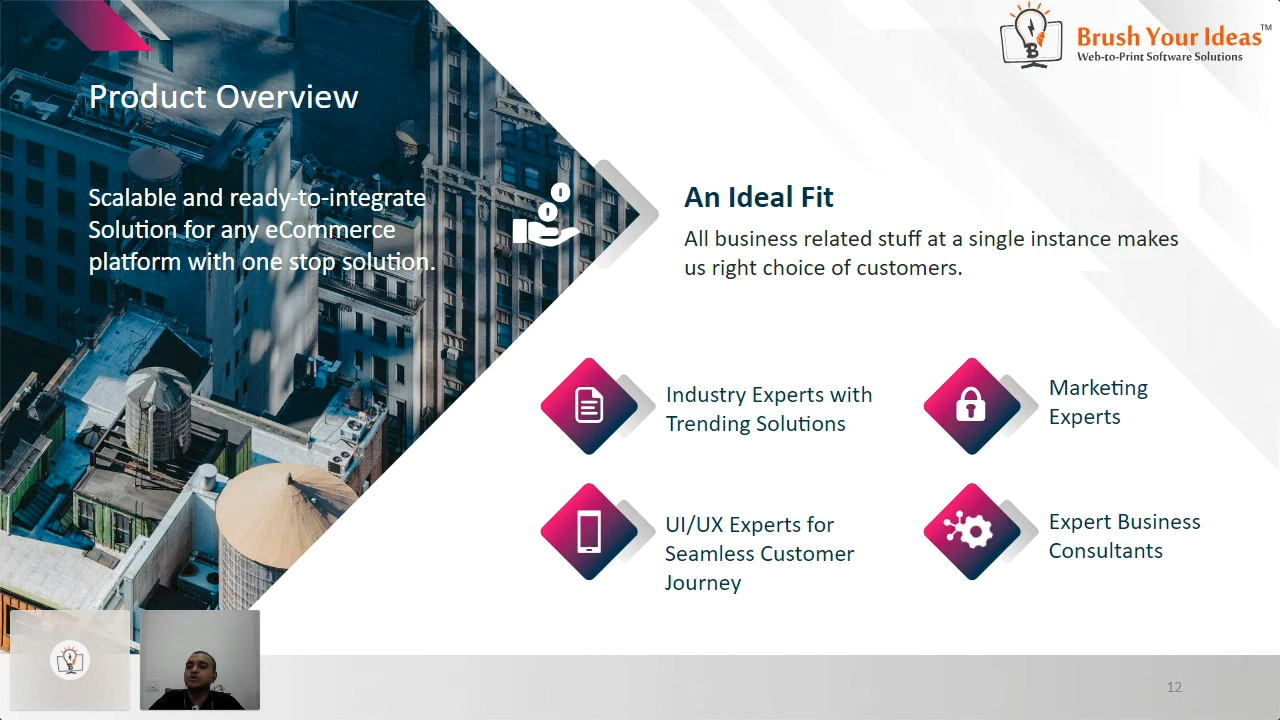 Brush Your Ideas™
Web-to-Print Software Solutions
Product Overview
Scalable and ready-to-integrate
Solution for any eCommerce
platform with one stop solution.
An Ideal Fit
All business related stuff at a single instance makes
us right choice of customers.
Industry Experts with
Trending Solutions
Marketing
Experts
UI/UX Experts for
Seamless Customer
Journey
Expert Business
Consultants
12